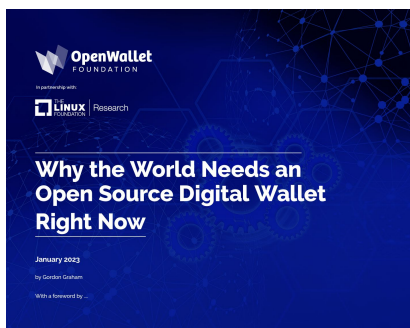 OpenWallet
FOUNDATION
In partnership with:
THE
LINUX
FOUNDATION
Research
Why the World Needs an
Open Source Digital Wallet
Right Now
January 2023
by Gordon Graham
With a foreword by ...